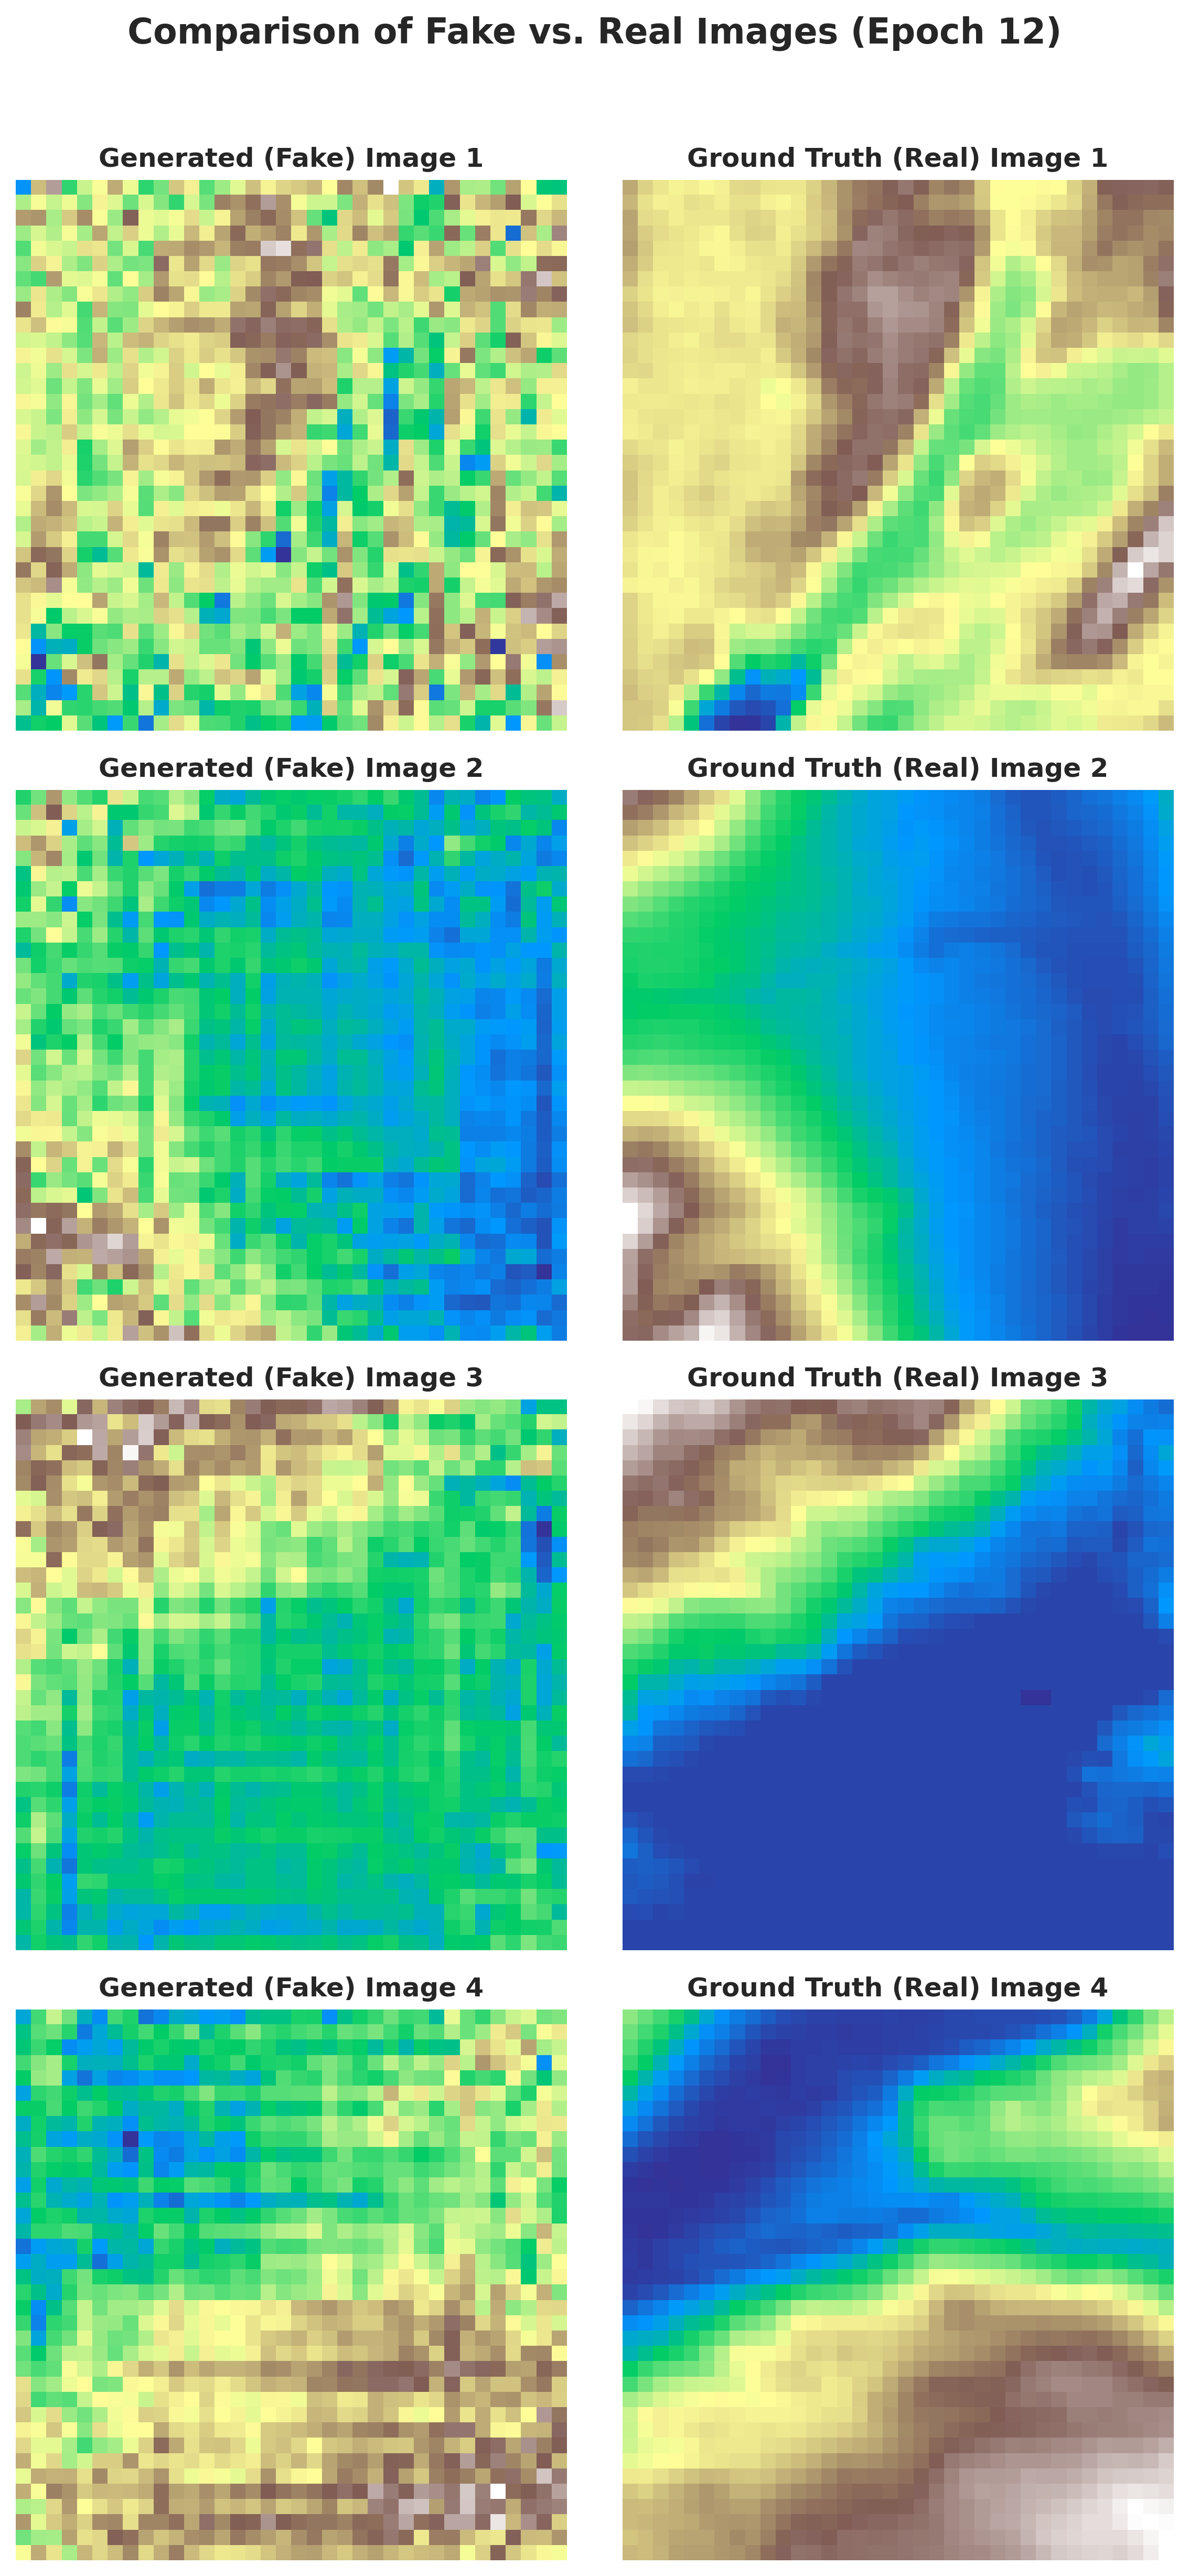 Comparison of Fake vs. Real Images (Epoch 12)
Generated (Fake) Image 1
Ground Truth (Real) Image 1
Generated (Fake) Image 2
Ground Truth (Real) Image 2
Generated (Fake) Image 3
Ground Truth (Real) Image 3
Generated (Fake) Image 4
Ground Truth (Real) Image 4